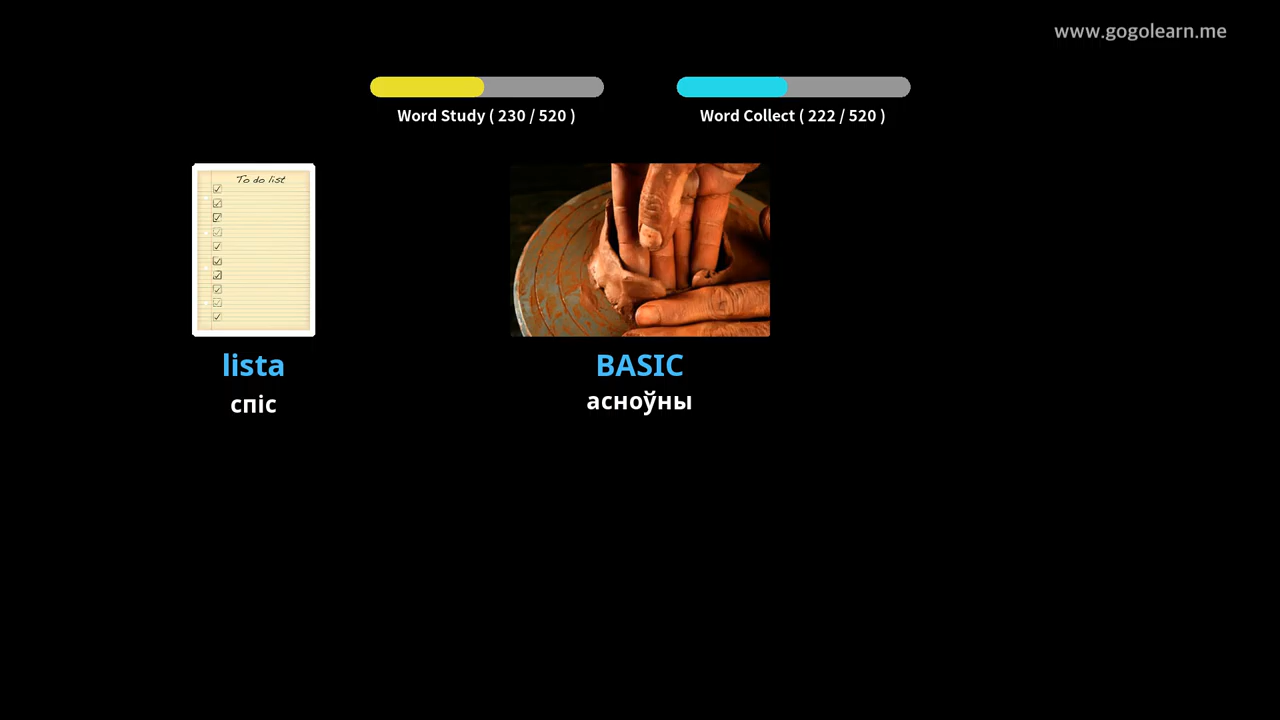 www.gogolearn.me
Word Study ( 230 / 520 )
Word Collect ( 222 / 520 )
To do list
lista
BASIC
спіс
асноўны